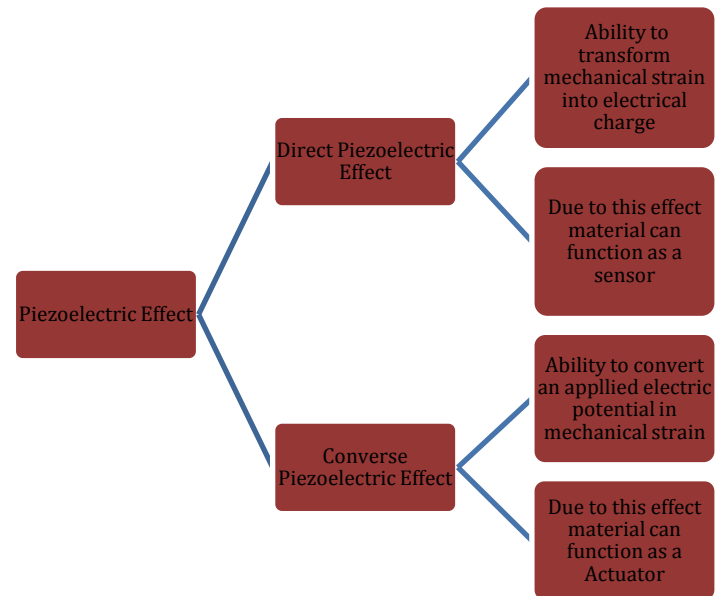 Piezoelectric Effect
Direct Piezoelectric
Effect
Ability to
transform
mechanical strain
into electrical
charge
Due to this effect
material can
function as a
sensor
Converse
Piezoelectric Effect
Ability to convert
an appllied electric
potential in
mechanical strain
Due to this effect
material can
function as a
Actuator